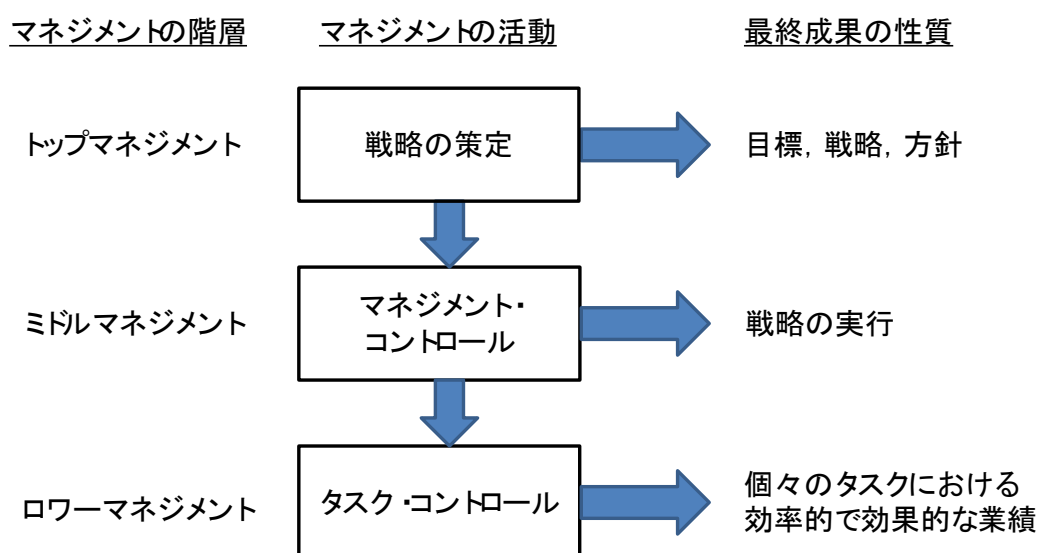 マネジメントの階層 マネジメントの活動 最終成果の性質
トップマネジメント 戦略の策定 目標, 戦略, 方針
ミドルマネジメント マネジメント・
コントロール 戦略の実行
ロワーマネジメント タスク・コントロール 個々のタスクにおける
効率的で効果的な業績